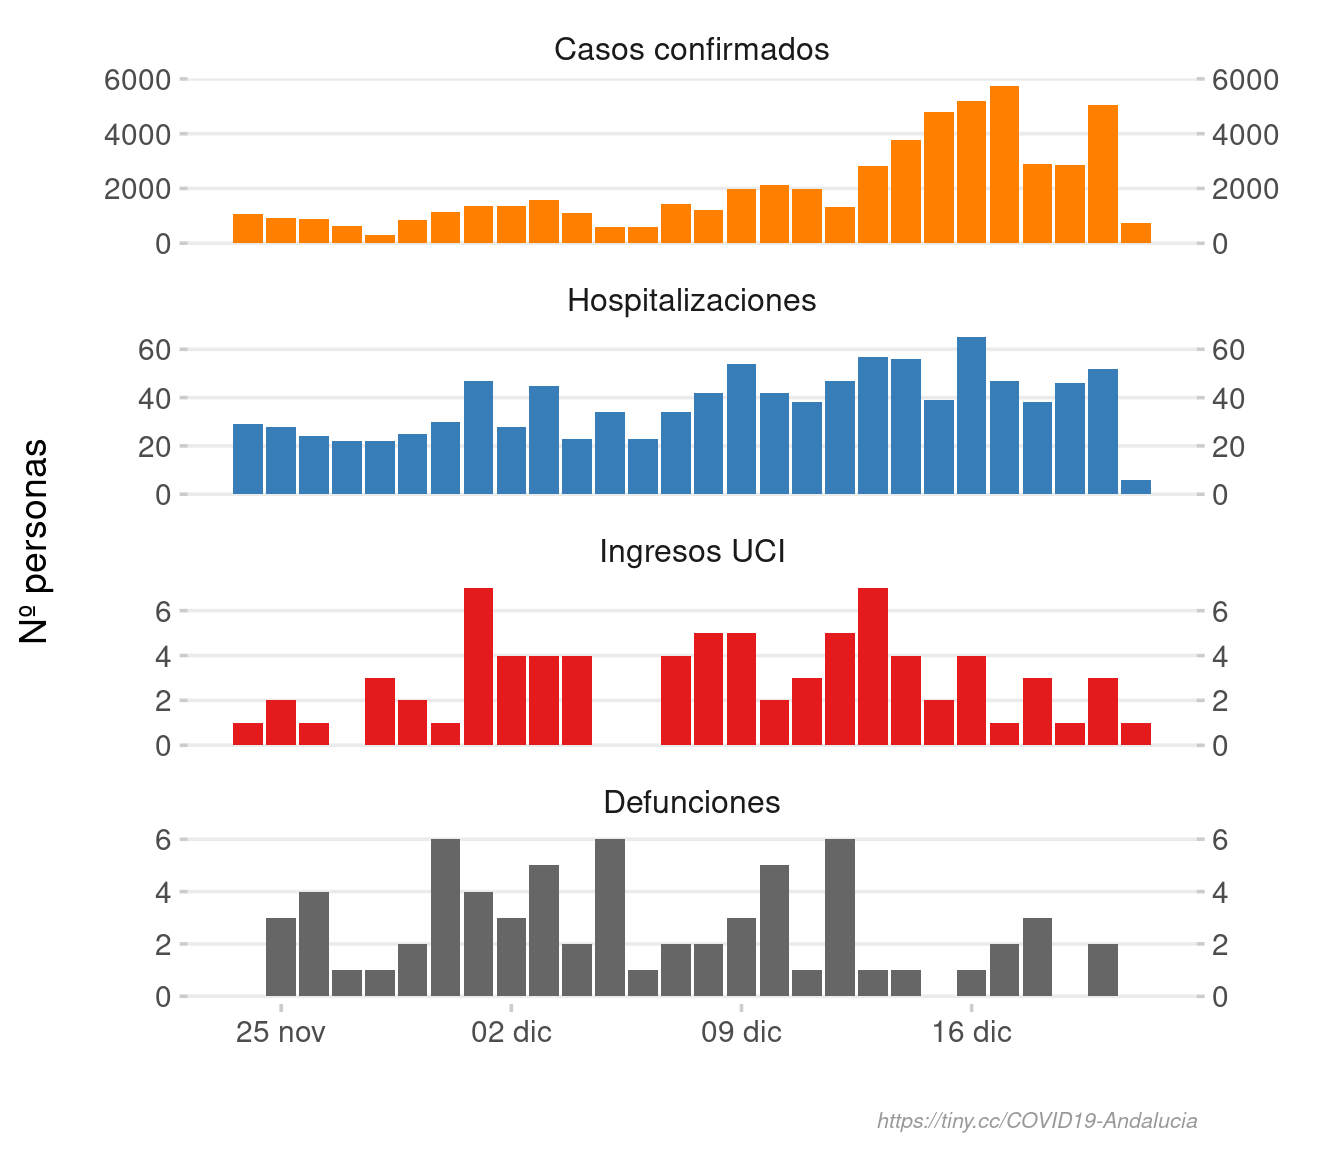 Casos confirmados
6000 6000
4000 4000
2000 2000
0 0
Hospitalizaciones
60 60
40 40
20 20
0 0
Nº personas
Ingresos UCI
6 6
4 4
2 2
0 0
Defunciones
6 6
4 4
2 2
0 0
25 nov 02 dic 09 dic 16 dic
https://tiny.cc/COVID19-Andalucia